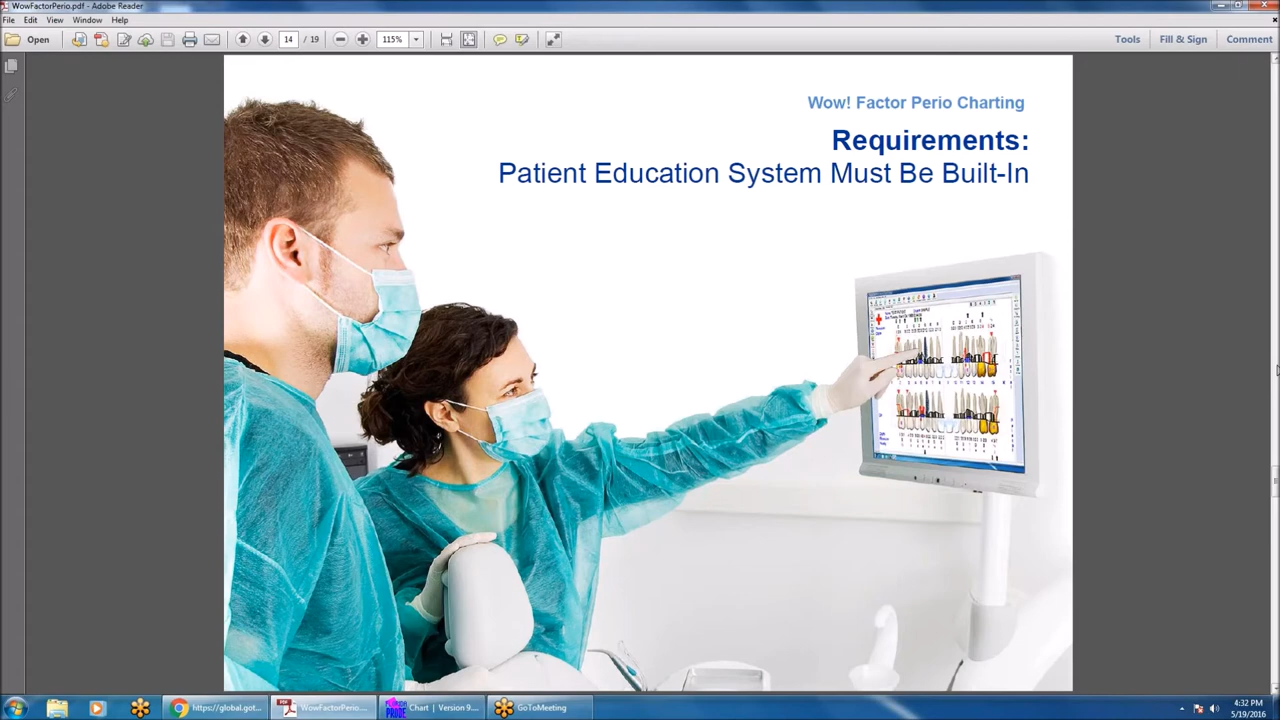 WowFactorPerio.pdf - Adobe Reader
File Edit View Window Help
Open
14 / 19
115%
Tools Fill & Sign Comment
Wow! Factor Perio Charting
Requirements:
Patient Education System Must Be Built-In
https://global.got...
WowFactorPerio....
FLORIDA PROBE
Chart | Version 9....
GoToMeeting
4:32 PM
5/19/2016